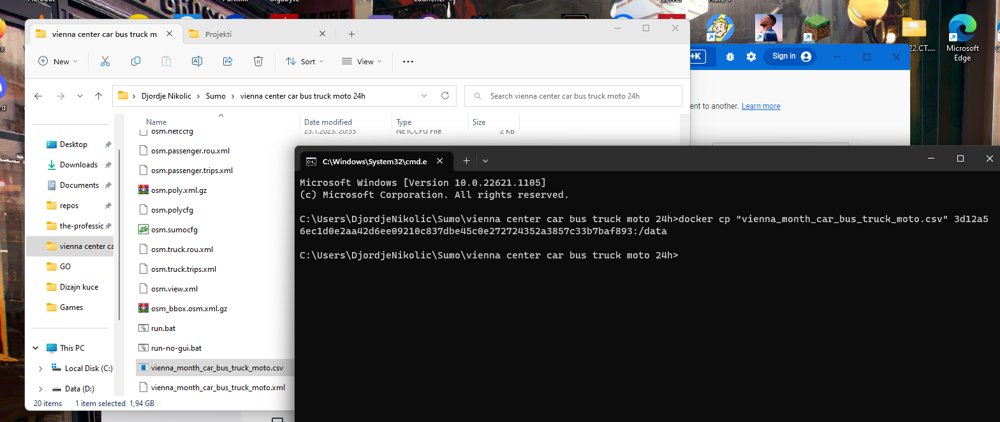 Acrobat
Gigabyte
Launcher
vienna center car bus truck m
Projekti
New
Sort
View
Djordje Nikolic > Sumo > vienna center car bus truck moto 24h
Search vienna center car bus truck moto 24h
+K
Sign in
22.CT....
Microsoft
Edge
ent to another. Learn more
Name
Date modified
Type
Size
osm.netccfg
23.1.2023. 20:35
NETCCFG File
2 KB
Desktop
Downloads
Documents
repos
the-professic
vienna center ca
GO
Dizajn kuce
Games
This PC
Local Disk (C:)
Data (D:)
osm.passenger.rou.xml
osm.passenger.trips.xml
osm.poly.xml.gz
osm.polycfg
osm.sumocfg
osm.truck.rou.xml
osm.truck.trips.xml
osm.view.xml
osm_bbox.osm.xml.gz
run.bat
run-no-gui.bat
vienna_month_car_bus_truck_moto.csv
vienna_month_car_bus_truck_moto.xml
20 items
1 item selected 1,94 GB
C:\Windows\System32\cmd.e
Microsoft Windows [Version 10.0.22621.1105]
(c) Microsoft Corporation. All rights reserved.
C:\Users\DjordjeNikolic\Sumo\vienna center car bus truck moto 24h>docker cp "vienna_month_car_bus_truck_moto.csv" 3d12a5
6ec1d0e2aa42d6ee09210c837dbe45c0e272724352a3857c33b7baf893:/data
C:\Users\DjordjeNikolic\Sumo\vienna center car bus truck moto 24h>